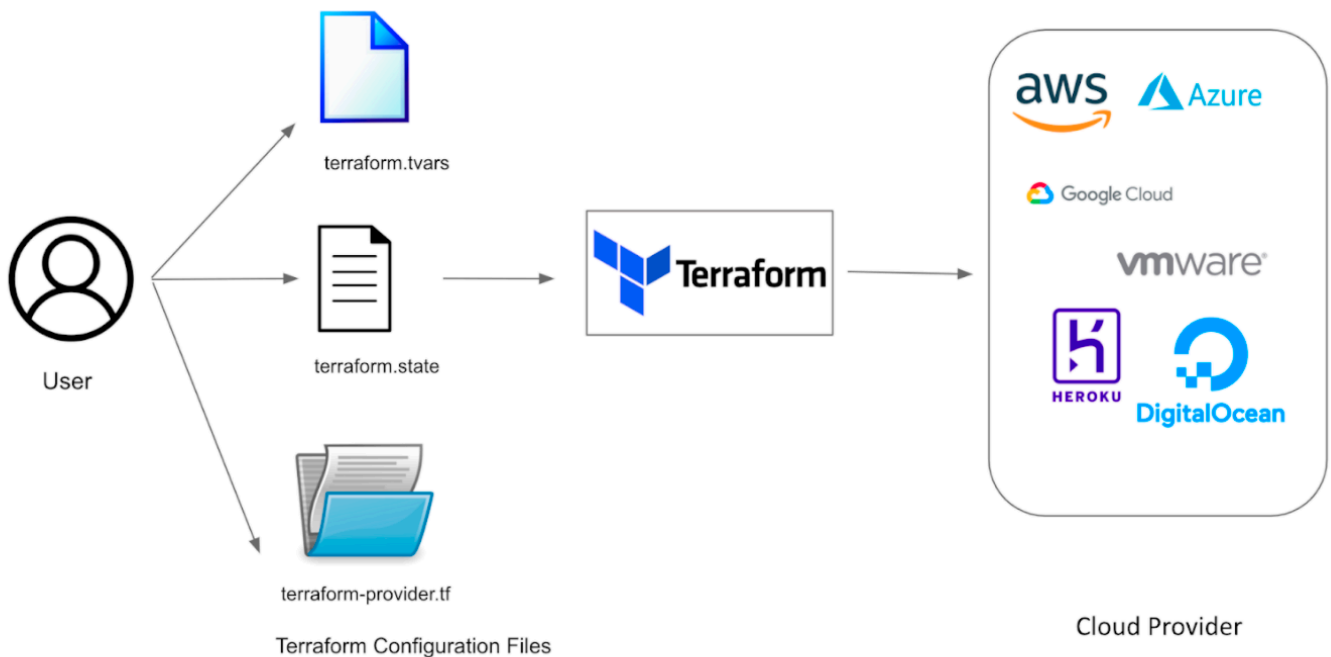 terraform.tvars
User
terraform.state
terraform-provider.tf
Terraform Configuration Files
Terraform
aws
Azure
Google Cloud
vmware®
HEROKU
DigitalOcean
Cloud Provider